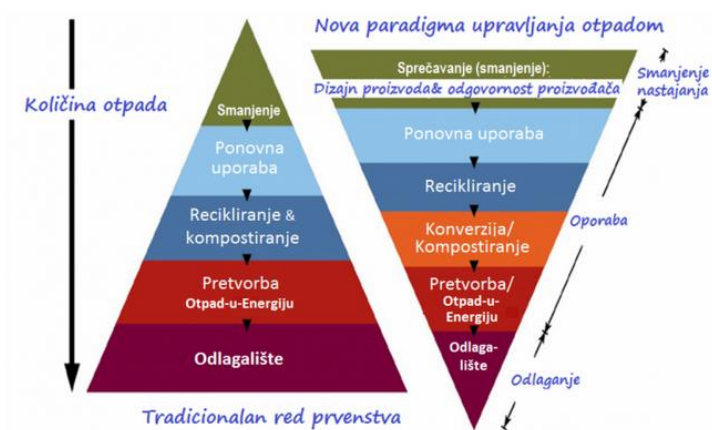 Nova paradigma upravljanja otpadom
Količina otpada
Smanjenje
Ponovna
uporaba
Recikliranje &
kompostiranje
Pretvorba
Otpad-u-Energiju
Odlagalište
Tradicionalan red prvenstva
Sprečavanje (smanjenje):
Dizajn proizvoda& odgovornost proizvođača
Ponovna uporaba
Recikliranje
Konverzija/
Kompostiranje
Pretvorba/
Otpad-u-
Energiju
Odlaga-
lište
Smanjenje
nastajanja
Oporaba
Odlaganje